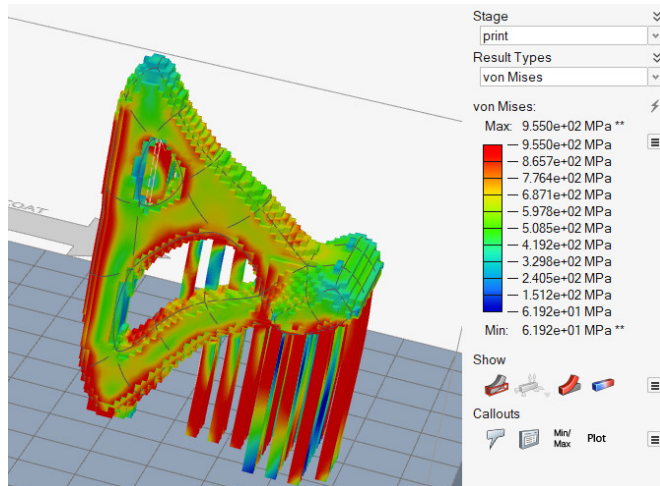 Stage
print
Result Types
von Mises
von Mises:
Max: 9.550e+02 MPa **
9.550e+02 MPa
8.657e+02 MPa
7.764e+02 MPa
6.871e+02 MPa
5.978e+02 MPa
5.085e+02 MPa
4.192e+02 MPa
3.298e+02 MPa
2.405e+02 MPa
1.512e+02 MPa
6.192e+01 MPa
Min: 6.192e+01 MPa **
Show
Callouts
Min/
Max
Plot
COAT